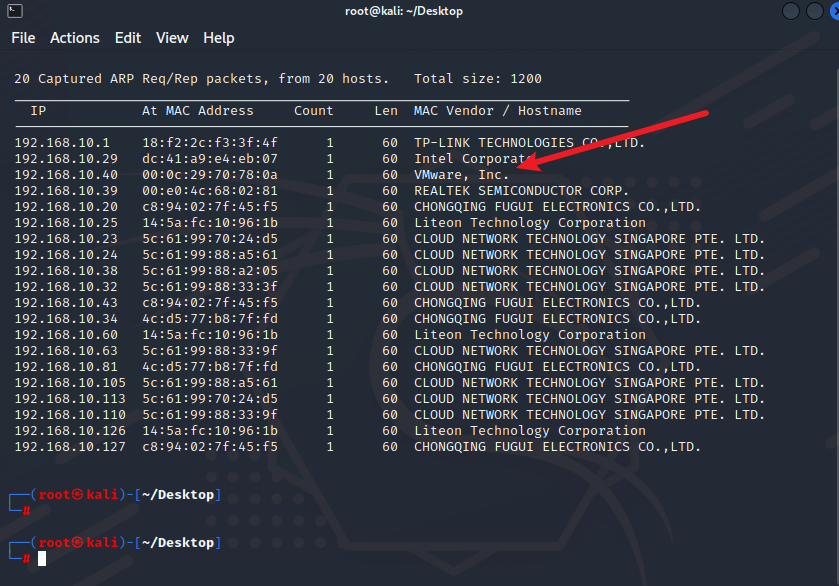 root@kali: ~/Desktop
File Actions Edit View Help
20 Captured ARP Req/Rep packets, from 20 hosts. Total size: 1200
IP At MAC Address Count Len MAC Vendor / Hostname
192.168.10.1 18:f2:2c:f3:3f:4f 1 60 TP-LINK TECHNOLOGIES CO.,LTD.
192.168.10.29 dc:41:a9:e4:eb:07 1 60 Intel Corporate
192.168.10.40 00:0c:29:70:78:0a 1 60 VMware, Inc.
192.168.10.39 00:e0:4c:68:02:81 1 60 REALTEK SEMICONDUCTOR CORP.
192.168.10.20 c8:94:02:7f:45:f5 1 60 CHONGQING FUGUI ELECTRONICS CO.,LTD.
192.168.10.25 14:5a:fc:10:96:1b 1 60 Liteon Technology Corporation
192.168.10.23 5c:61:99:70:24:d5 1 60 CLOUD NETWORK TECHNOLOGY SINGAPORE PTE. LTD.
192.168.10.24 5c:61:99:88:a5:61 1 60 CLOUD NETWORK TECHNOLOGY SINGAPORE PTE. LTD.
192.168.10.38 5c:61:99:88:a2:05 1 60 CLOUD NETWORK TECHNOLOGY SINGAPORE PTE. LTD.
192.168.10.32 5c:61:99:88:33:3f 1 60 CLOUD NETWORK TECHNOLOGY SINGAPORE PTE. LTD.
192.168.10.43 c8:94:02:7f:45:f5 1 60 CHONGQING FUGUI ELECTRONICS CO.,LTD.
192.168.10.34 4c:d5:77:b8:7f:fd 1 60 CHONGQING FUGUI ELECTRONICS CO.,LTD.
192.168.10.60 14:5a:fc:10:96:1b 1 60 Liteon Technology Corporation
192.168.10.63 5c:61:99:88:33:9f 1 60 CLOUD NETWORK TECHNOLOGY SINGAPORE PTE. LTD.
192.168.10.81 4c:d5:77:b8:7f:fd 1 60 CHONGQING FUGUI ELECTRONICS CO.,LTD.
192.168.10.105 5c:61:99:88:a5:61 1 60 CLOUD NETWORK TECHNOLOGY SINGAPORE PTE. LTD.
192.168.10.113 5c:61:99:70:24:d5 1 60 CLOUD NETWORK TECHNOLOGY SINGAPORE PTE. LTD.
192.168.10.110 5c:61:99:88:33:9f 1 60 CLOUD NETWORK TECHNOLOGY SINGAPORE PTE. LTD.
192.168.10.126 14:5a:fc:10:96:1b 1 60 Liteon Technology Corporation
192.168.10.127 c8:94:02:7f:45:f5 1 60 CHONGQING FUGUI ELECTRONICS CO.,LTD.
┌──(root㉿kali)-[~/Desktop]
└─#
┌──(root㉿kali)-[~/Desktop]
└─#